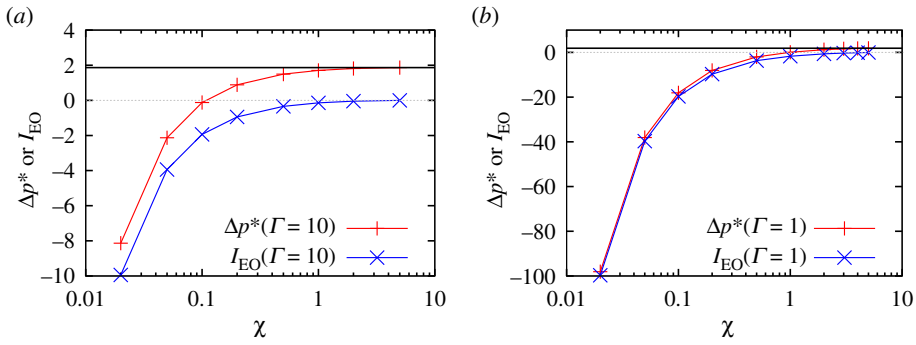 (a)
4
2
0
−2
−4
−6
−8
−10
Δp* or I_EO
Δp*(Γ = 10)
I_EO(Γ = 10)
0.01 0.1 1 10
χ
(b)
0
−20
−40
−60
−80
−100
Δp* or I_EO
Δp*(Γ = 1)
I_EO(Γ = 1)
0.01 0.1 1 10
χ